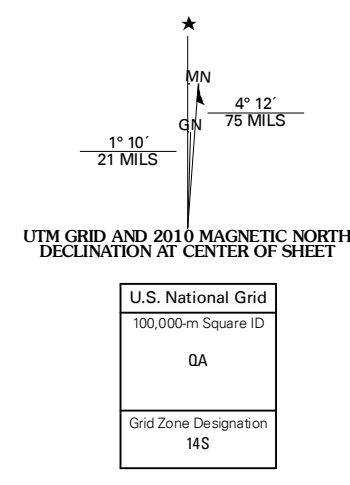 MN
4° 12´
75 MILS
GN
1° 10´
21 MILS
UTM GRID AND 2010 MAGNETIC NORTH
DECLINATION AT CENTER OF SHEET
U.S. National Grid
100,000-m Square ID
QA
Grid Zone Designation
14S